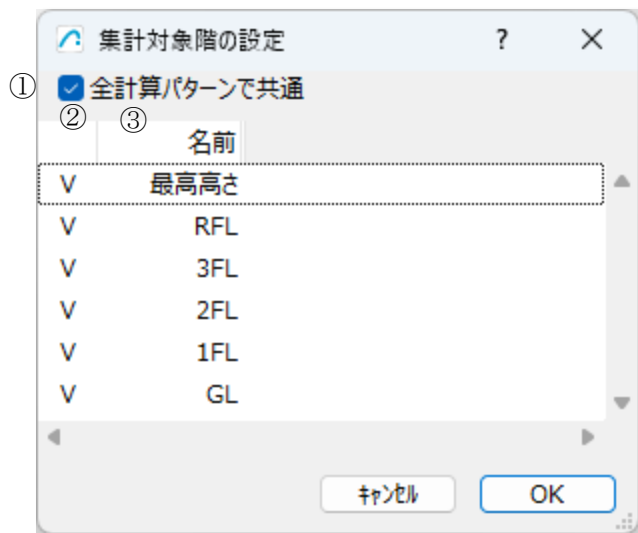 集計対象階の設定 ? ×
① 全計算パターンで共通
② ③
名前
V 最高高さ
V RFL
V 3FL
V 2FL
V 1FL
V GL
ｷｬﾝｾﾙ OK